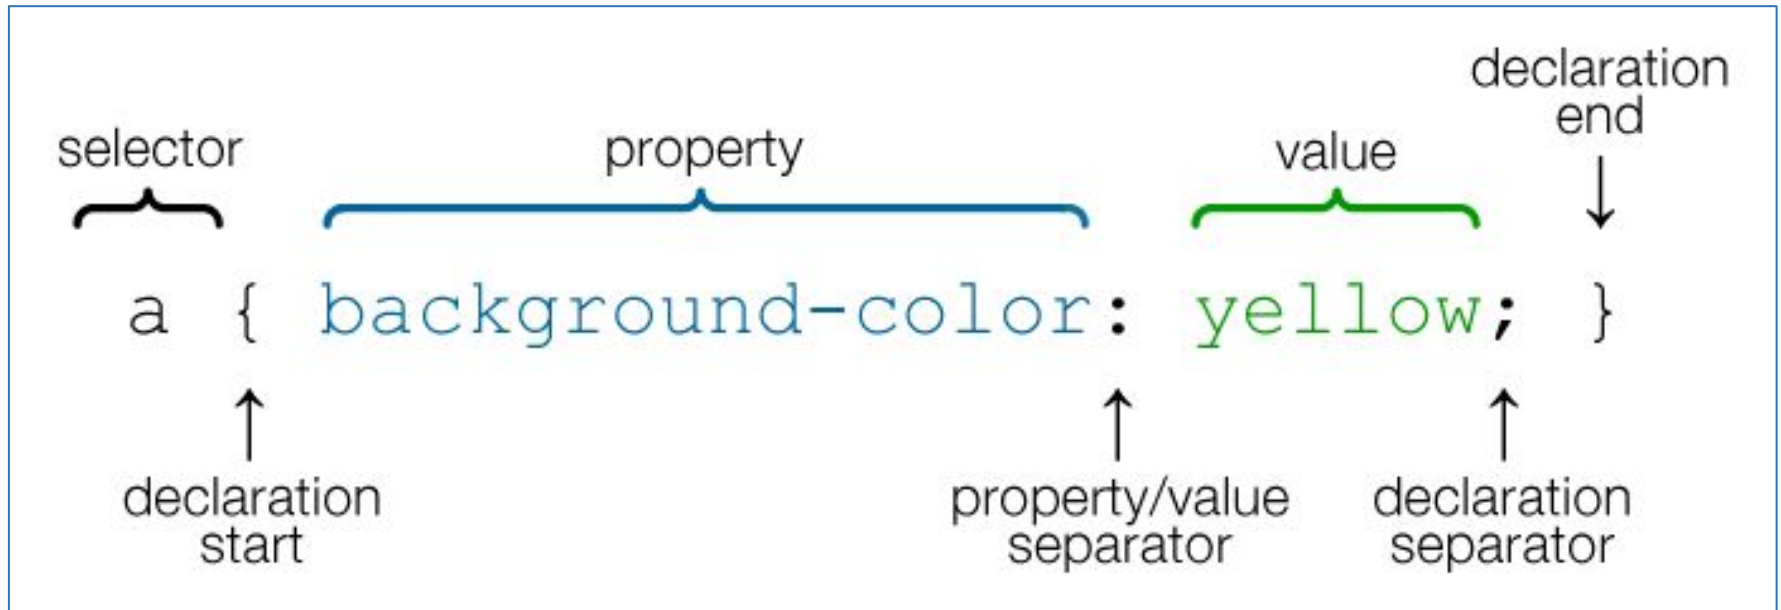 declaration
end
selector
property
value
a { background-color: yellow; }
declaration
start
property/value
separator
declaration
separator